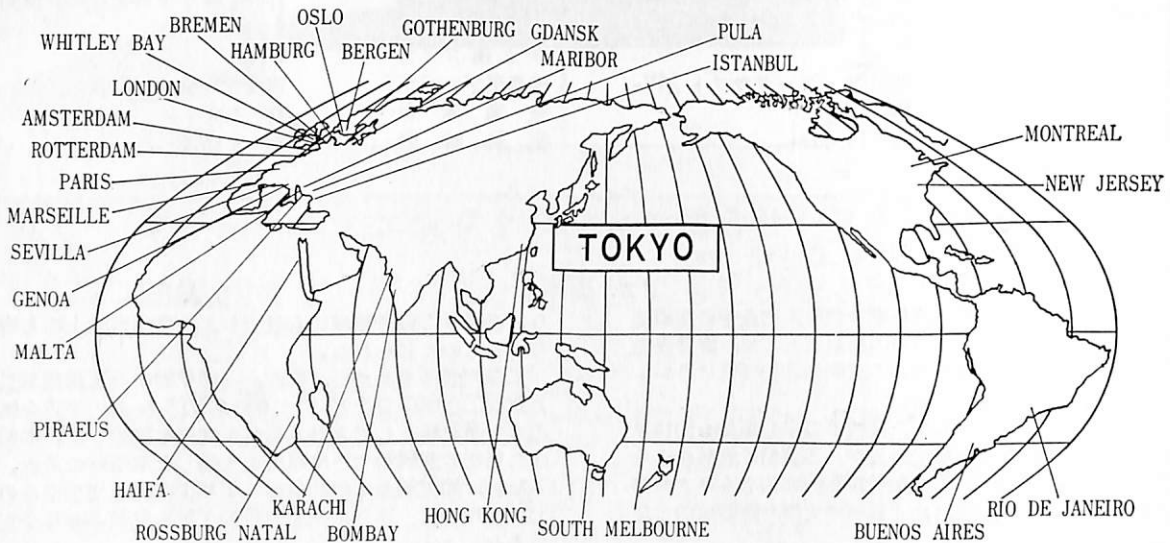 OSLO
BREMEN
GOTHENBURG
PULA
WHITLEY BAY
GDANSK
HAMBURG
BERGEN
MARIBOR
ISTANBUL
LONDON
AMSTERDAM
ROTTERDAM
PARIS
MARSEILLE
SEVILLA
GENOA
MALTA
PIRAEUS
HAIFA
ROSSBURG NATAL
KARACHI
BOMBAY
HONG KONG
SOUTH MELBOURNE
BUENOS AIRES
RIO DE JANEIRO
NEW JERSEY
MONTREAL
TOKYO